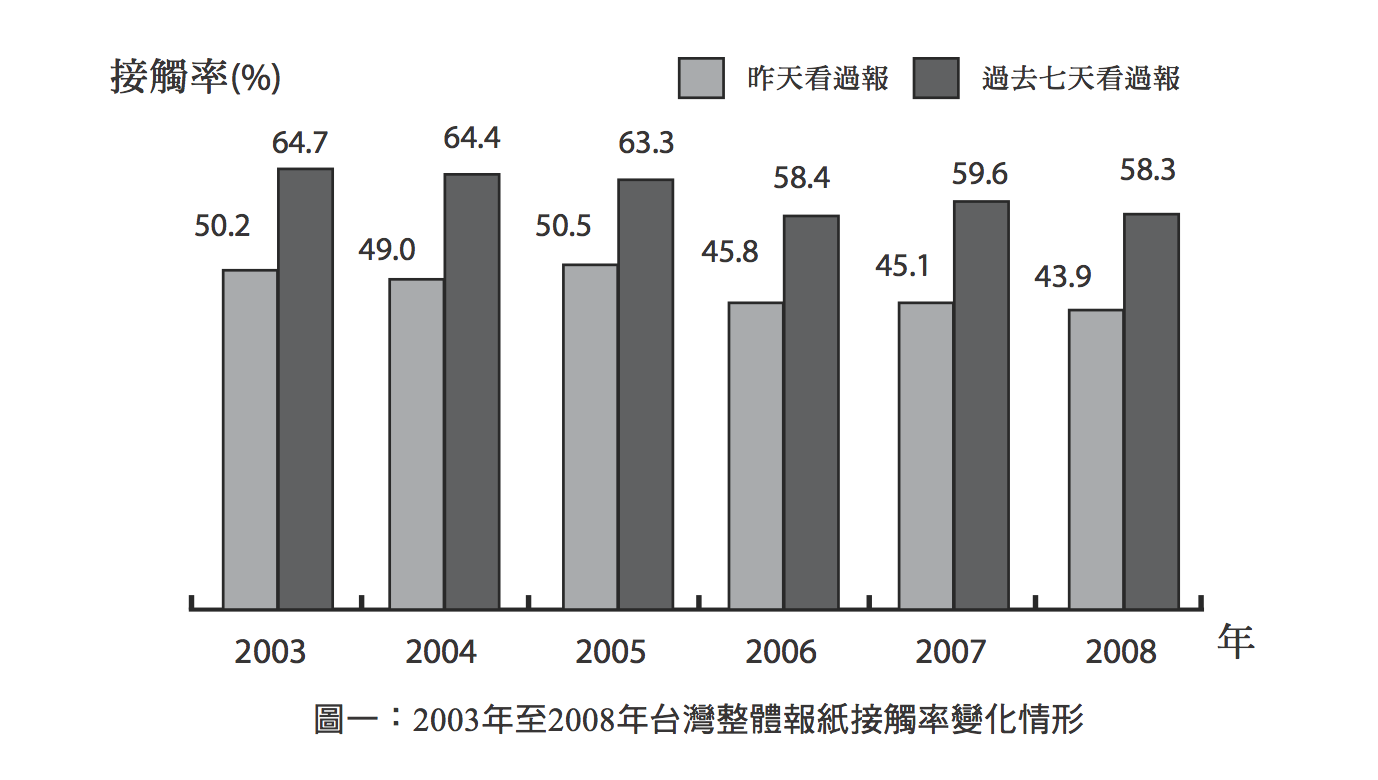 接觸率(%)
昨天看過報 過去七天看過報
64.7 64.4 63.3 58.4 59.6 58.3
50.2 49.0 50.5 45.8 45.1 43.9
2003 2004 2005 2006 2007 2008 年
圖一：2003年至2008年台灣整體報紙接觸率變化情形